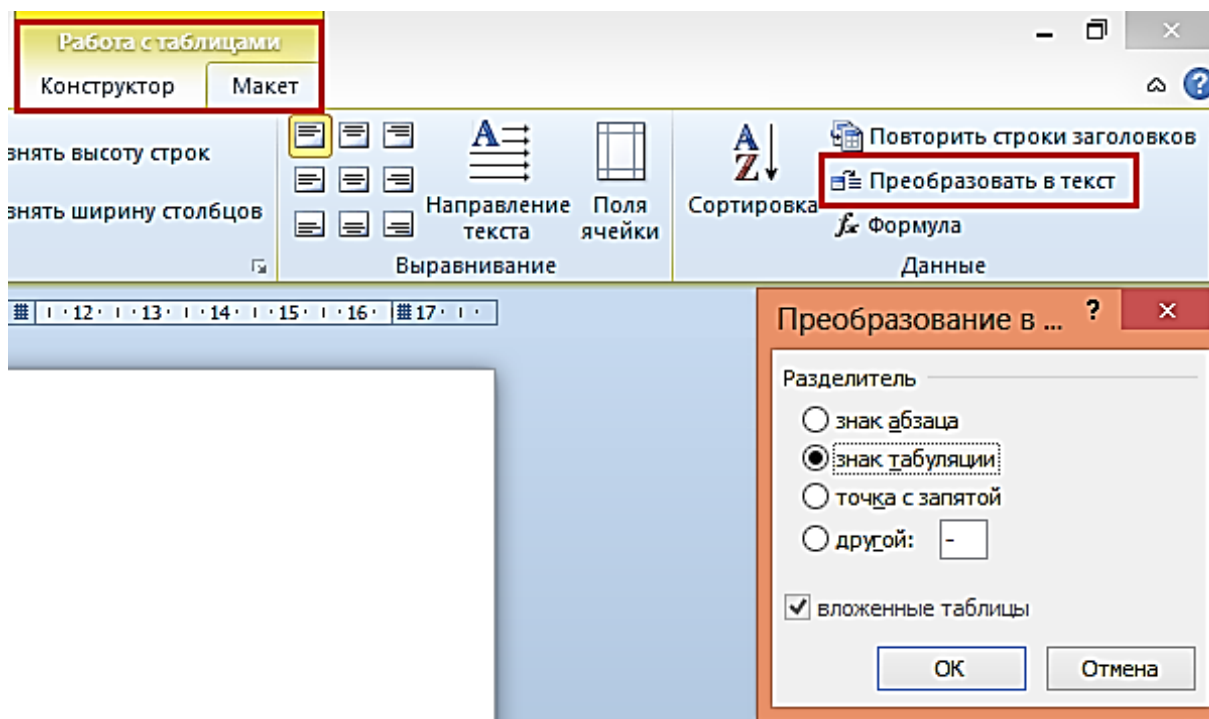 Работа с таблицами
Конструктор Макет
внять высоту строк
внять ширину столбцов
Направление текста
Поля ячейки
Выравнивание
Сортировка
Повторить строки заголовков
Преобразовать в текст
fx Формула
Данные
12 13 14 15 16 17
Преобразование в ... ?
Разделитель
знак абзаца
знак табуляции
точка с запятой
другой: -
вложенные таблицы
ОК Отмена